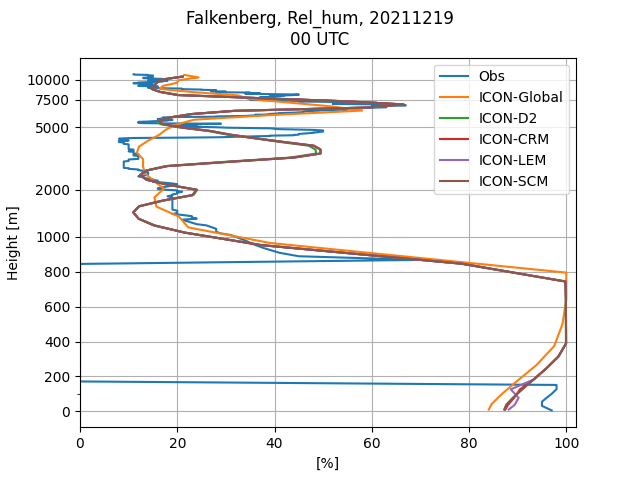 Falkenberg, Rel_hum, 20211219
00 UTC
Obs
ICON-Global
ICON-D2
ICON-CRM
ICON-LEM
ICON-SCM
Height [m]
10000
7500
5000
2000
1000
800
600
400
200
0
0 20 40 60 80 100
[%]